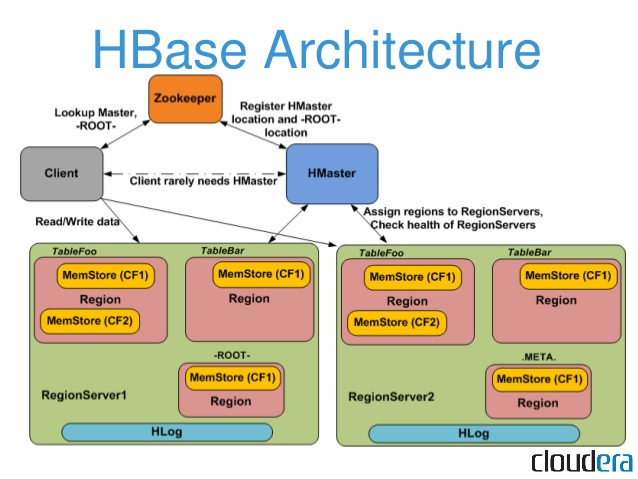 HBase Architecture
Zookeeper
Lookup Master,
-ROOT-
Register HMaster
location and -ROOT-
location
Client
Client rarely needs HMaster
HMaster
Read/Write data
Assign regions to RegionServers,
Check health of RegionServers
TableFoo
MemStore (CF1)
Region
MemStore (CF2)
TableBar
MemStore (CF1)
Region
-ROOT-
MemStore (CF1)
Region
RegionServer1
HLog
TableFoo
MemStore (CF1)
Region
MemStore (CF2)
TableBar
MemStore (CF1)
Region
.META.
MemStore (CF1)
Region
RegionServer2
HLog
cloudera